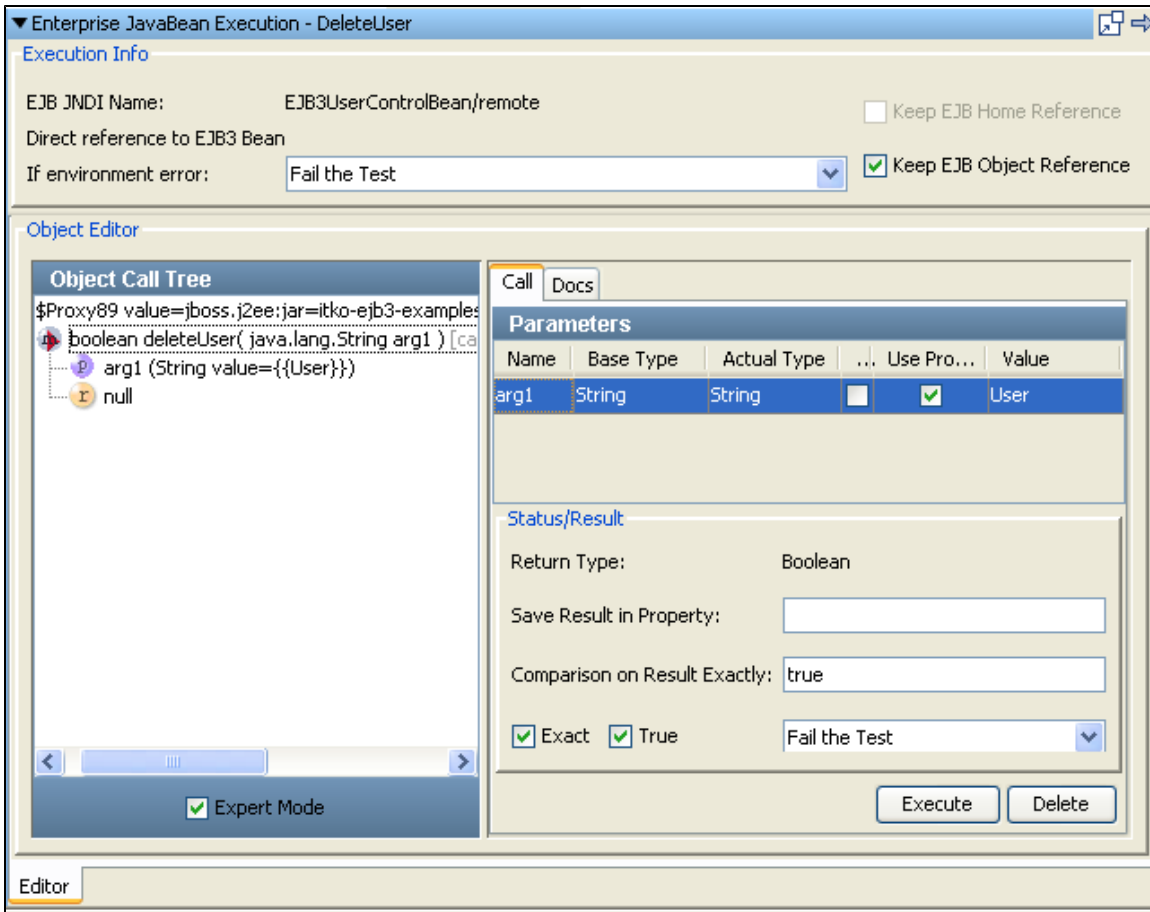 Enterprise JavaBean Execution - DeleteUser
Execution Info
EJB JNDI Name: EJB3UserControlBean/remote
Keep EJB Home Reference
Direct reference to EJB3 Bean
If environment error: Fail the Test
Keep EJB Object Reference
Object Editor
Object Call Tree
$Proxy89 value=jboss.j2ee:jar=itko-ejb3-examples
boolean deleteUser( java.lang.String arg1 ) [ca
P arg1 (String value={{User}})
r null
Expert Mode
Call Docs
Parameters
Name Base Type Actual Type ... Use Pro... Value
arg1 String String User
Status/Result
Return Type: Boolean
Save Result in Property:
Comparison on Result Exactly: true
Exact True Fail the Test
Execute Delete
Editor